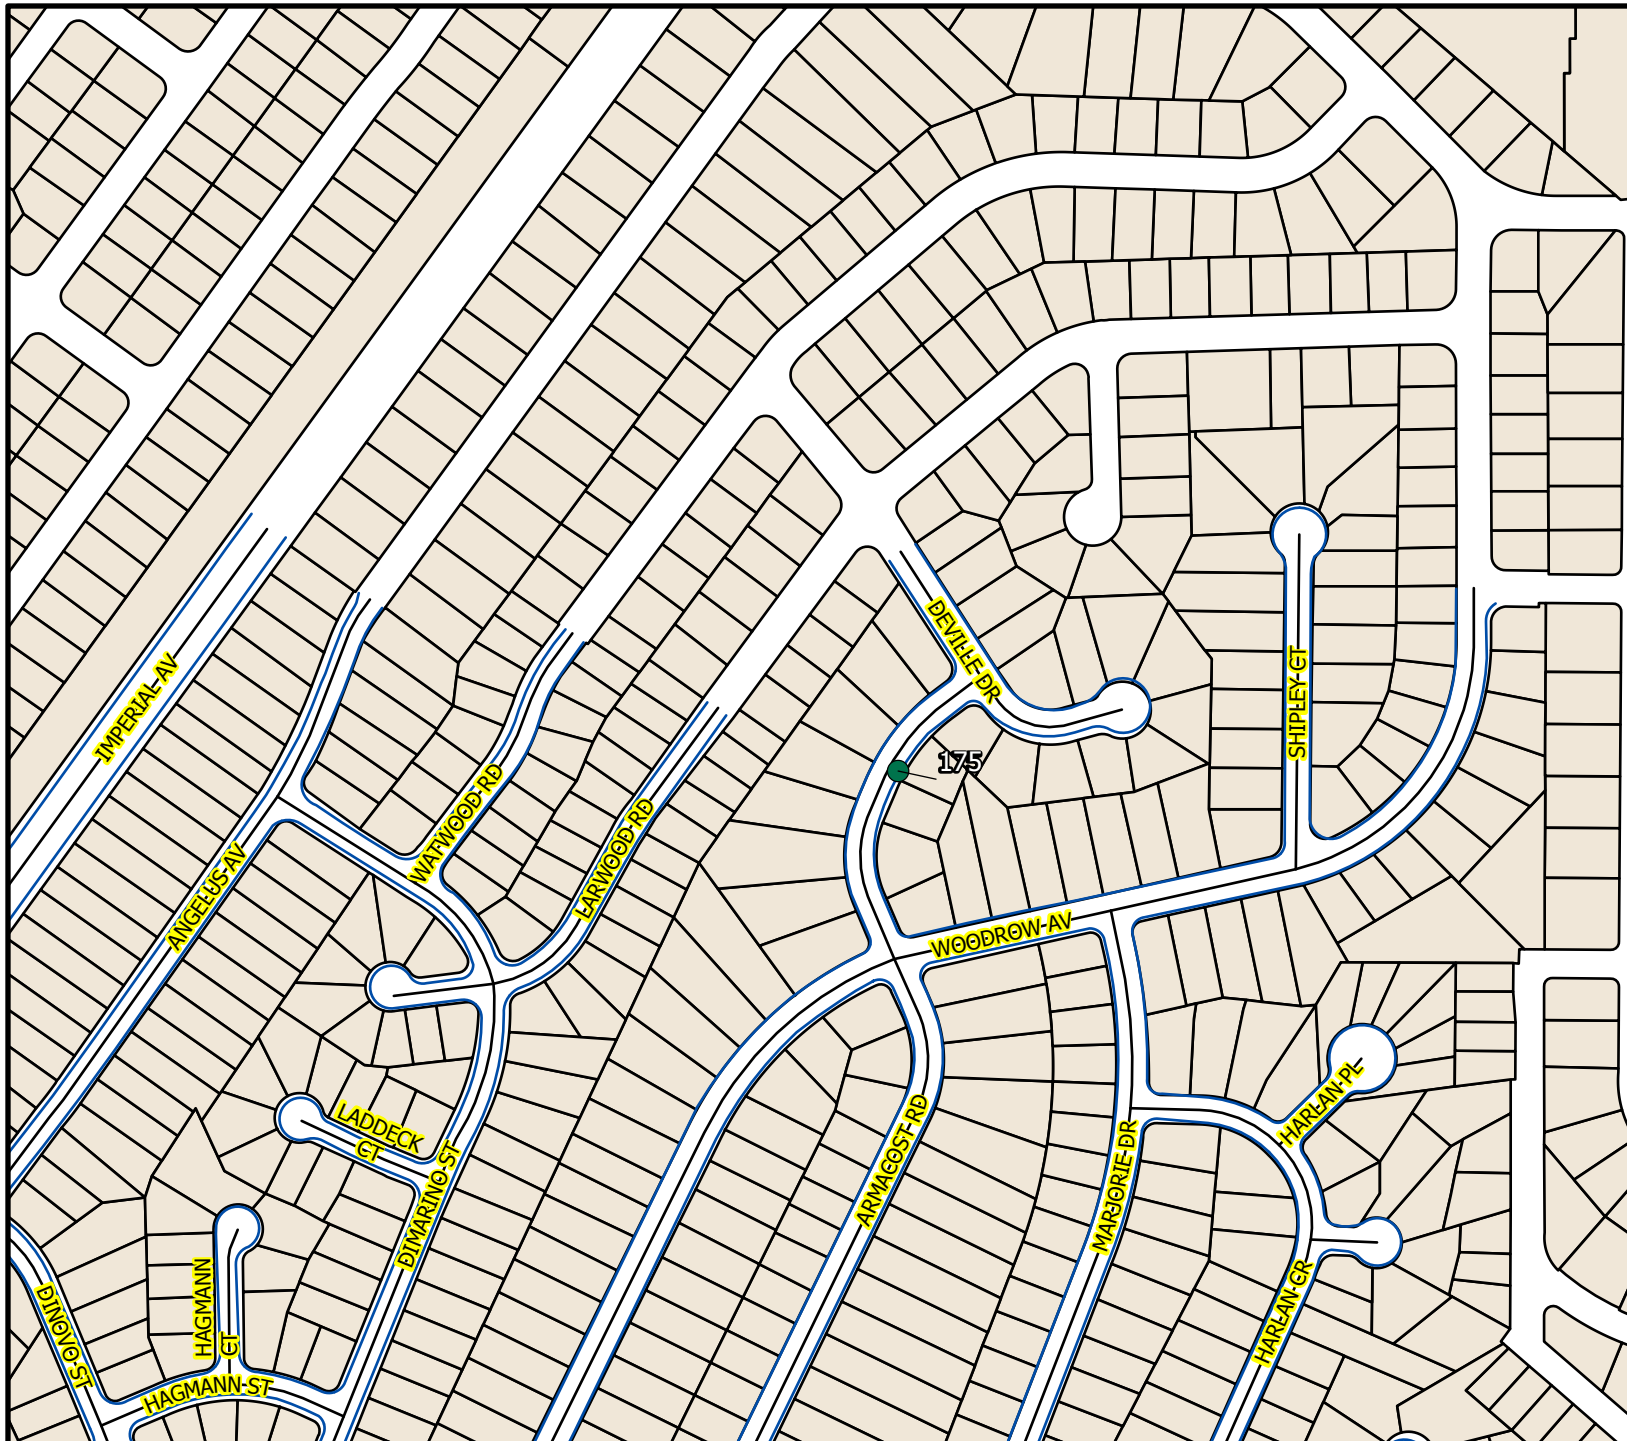 DEVILLE DR
SHIPLEY CT
IMPERIAL AV
175
WATWOOD RD
LARWOOD RD
ANGELUS AV
WOODROW AV
HARLAN PL
LADDECK
CT
ARMACOST RD
MARJORIE DR
DIMARINO ST
HAGMANN
CT
DINOVO ST
HARLAN CR
HAGMANN ST